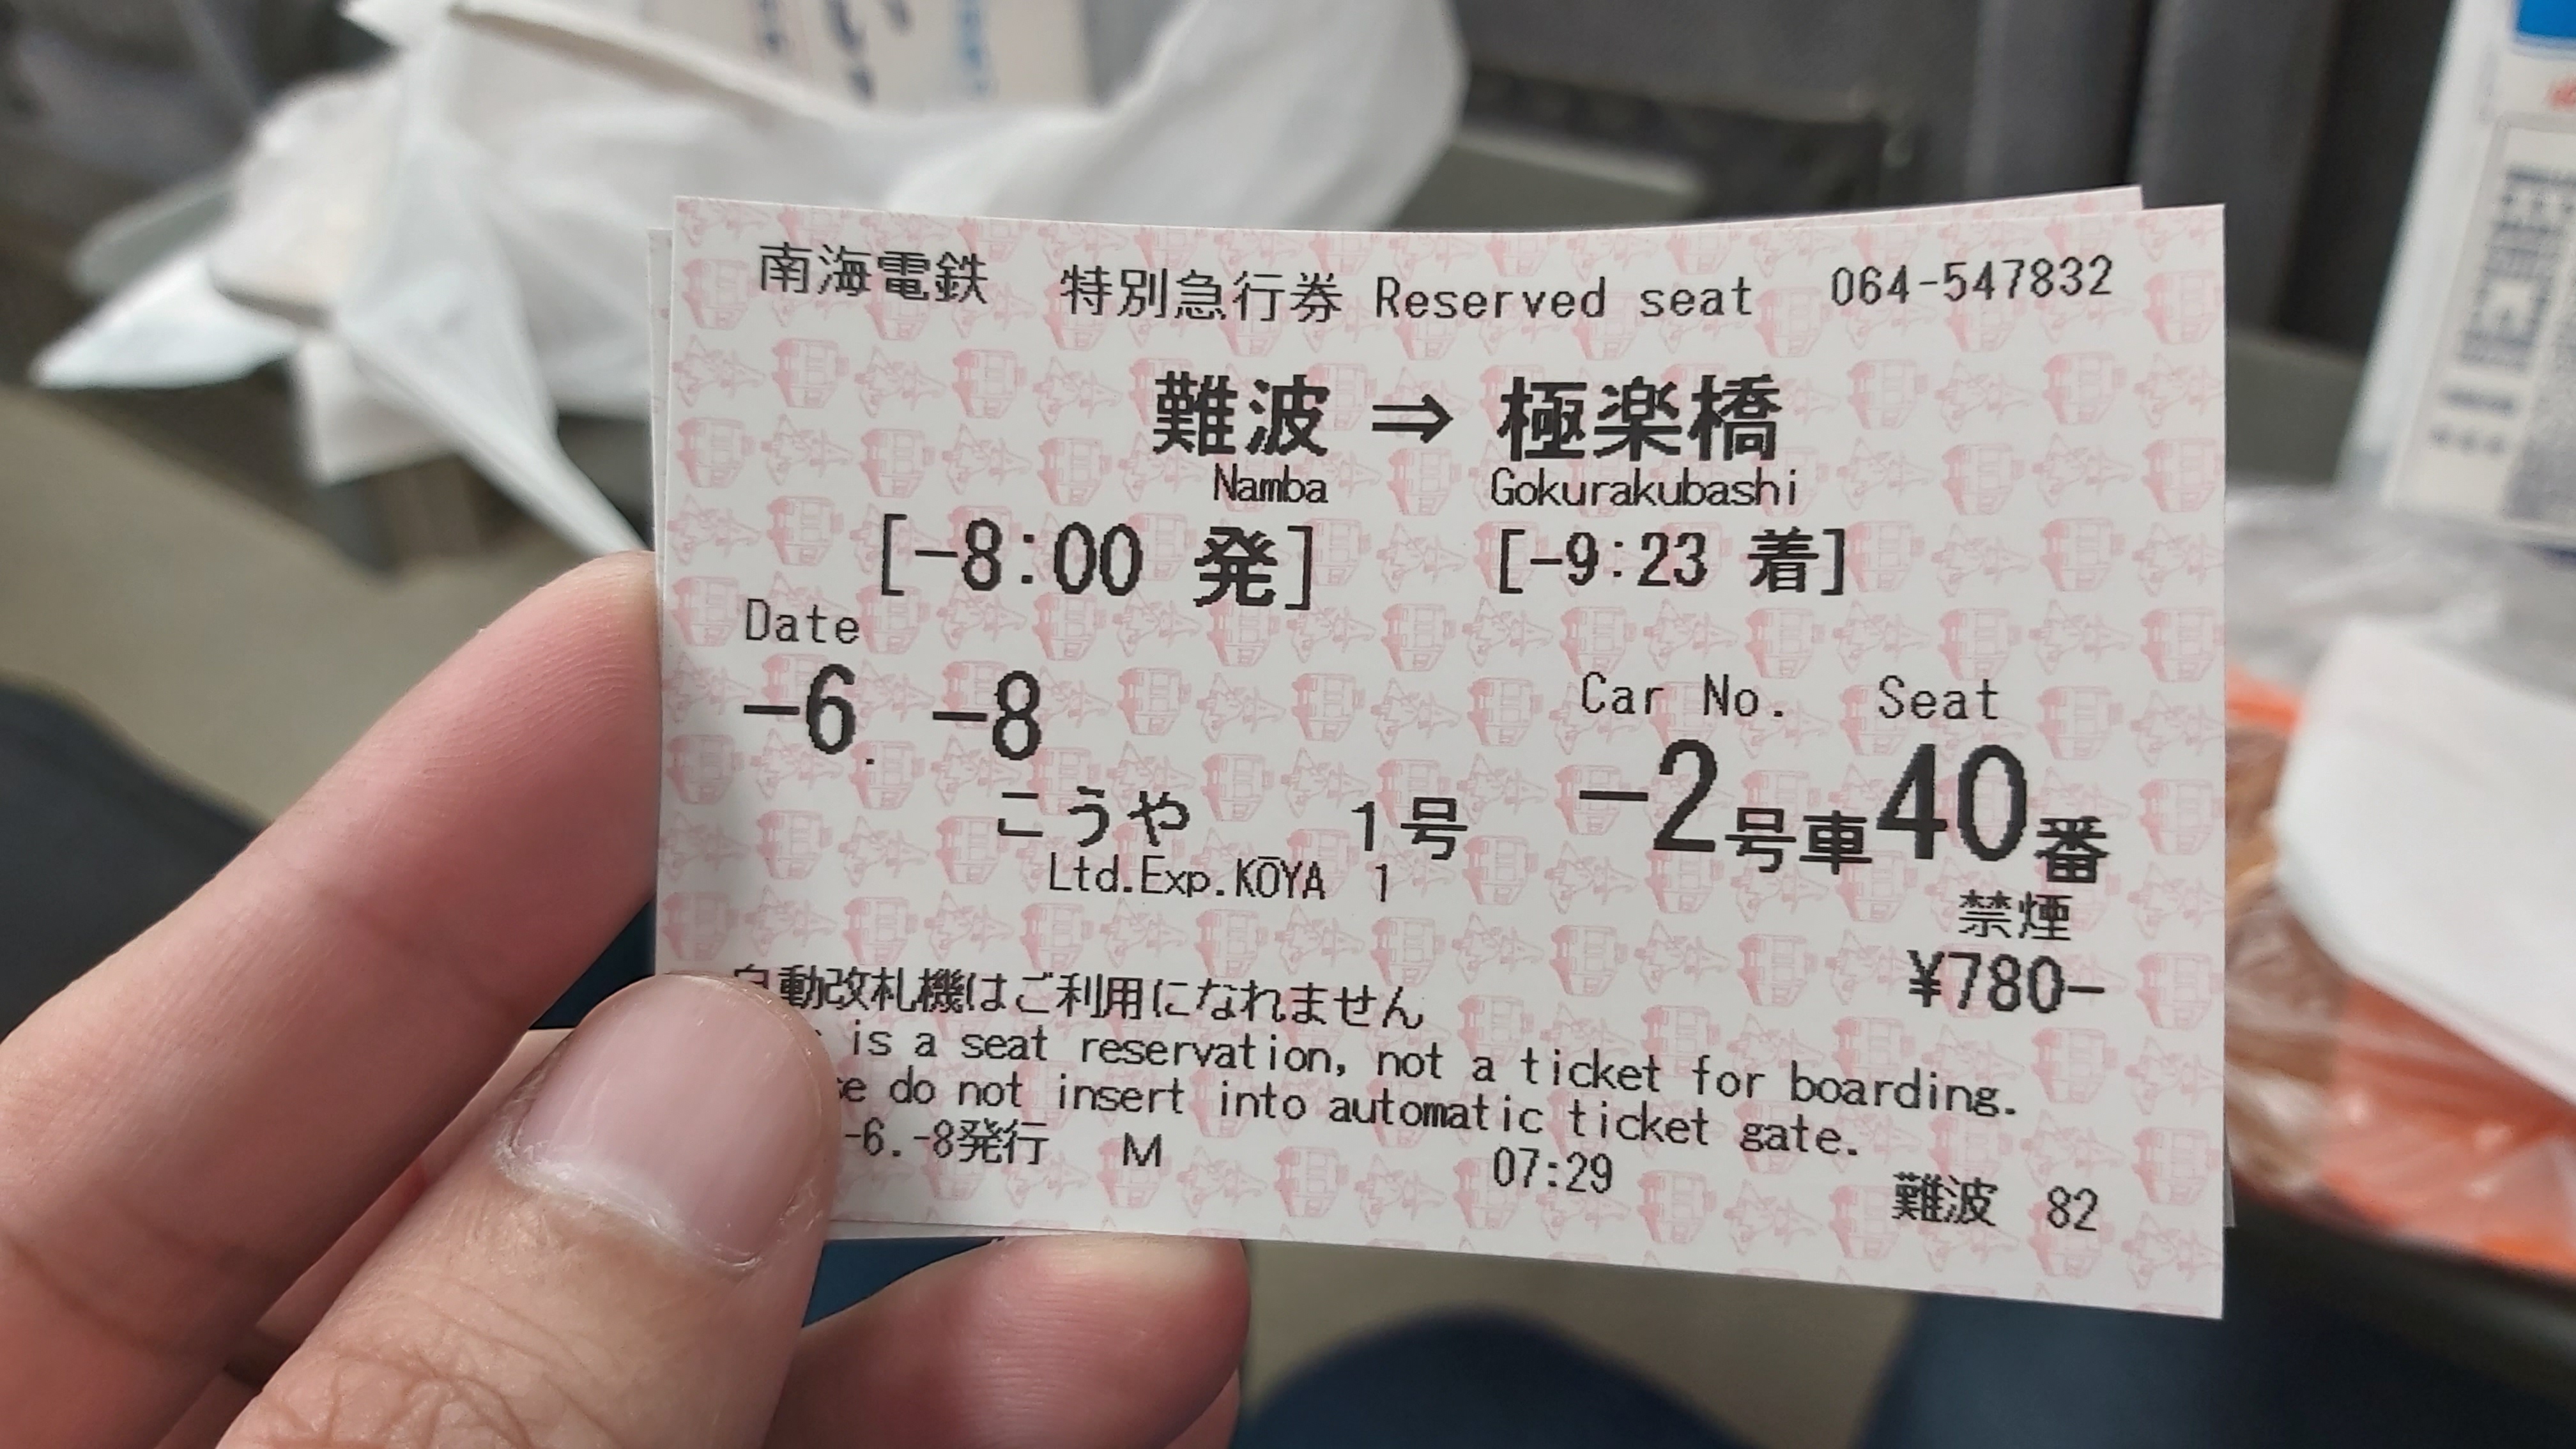 南海電鉄 特別急行券 Reserved seat 064-547832
難波 ⇒ 極楽橋
Namba Gokurakubashi
[-8:00 発] [-9:23 着]
Date
-6. -8
Car No. Seat
-2号車40番
こうや 1号
Ltd.Exp.KŌYA 1
禁煙
¥780-
自動改札機はご利用になれません
is a seat reservation, not a ticket for boarding.
do not insert into automatic ticket gate.
-6.-8発行 M 07:29
難波 82